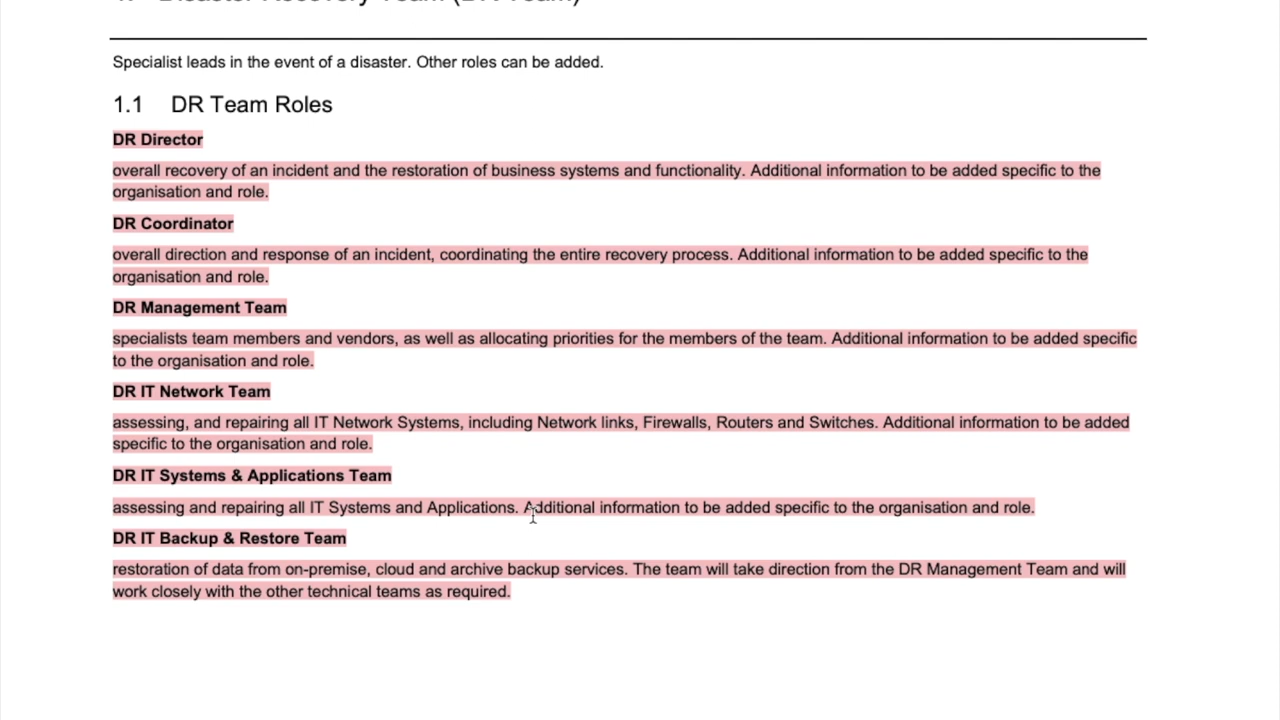 1. Disaster Recovery Team (DR Team)
Specialist leads in the event of a disaster. Other roles can be added.
1.1 DR Team Roles
DR Director
overall recovery of an incident and the restoration of business systems and functionality. Additional information to be added specific to the
organisation and role.
DR Coordinator
overall direction and response of an incident, coordinating the entire recovery process. Additional information to be added specific to the
organisation and role.
DR Management Team
specialists team members and vendors, as well as allocating priorities for the members of the team. Additional information to be added specific
to the organisation and role.
DR IT Network Team
assessing, and repairing all IT Network Systems, including Network links, Firewalls, Routers and Switches. Additional information to be added
specific to the organisation and role.
DR IT Systems & Applications Team
assessing and repairing all IT Systems and Applications. Additional information to be added specific to the organisation and role.
DR IT Backup & Restore Team
restoration of data from on-premise, cloud and archive backup services. The team will take direction from the DR Management Team and will
work closely with the other technical teams as required.